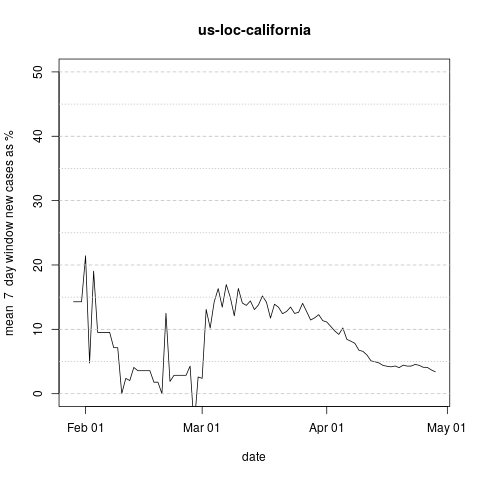 us-loc-california
mean  7  day window new cases as %
50
40
30
20
10
0
Feb 01
Mar 01
Apr 01
May 01
date